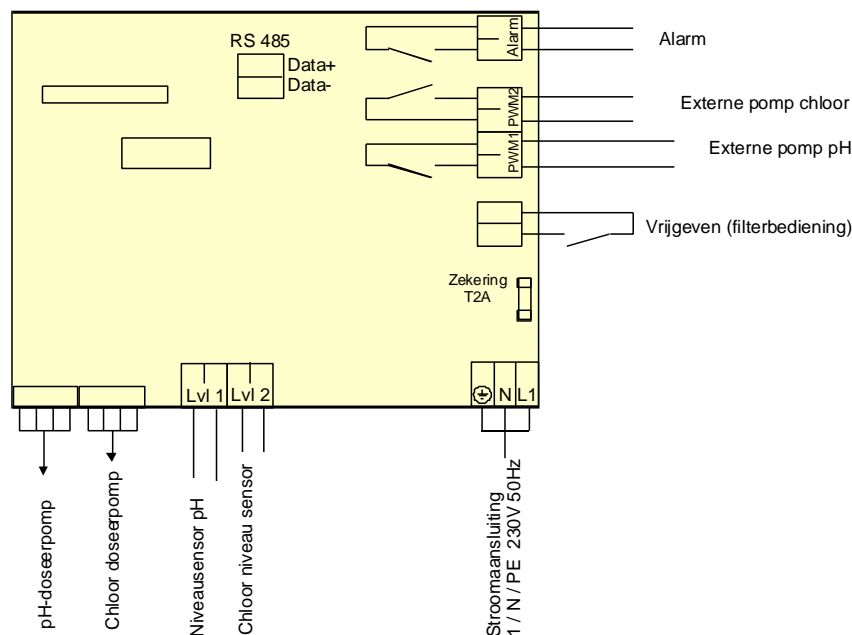 RS 485
Data+
Data-
Alarm
Alarm
PWM2
Externe pomp chloor
PWM1
Externe pomp pH
Vrijgeven (filterbediening)
Zekering
T2A
Lvl 1
Lvl 2
N
L1
pH-doseerpomp
Chloor doseerpomp
Niveausensor pH
Chloor niveau sensor
Stroomaansluiting
1 / N / PE 230V 50Hz